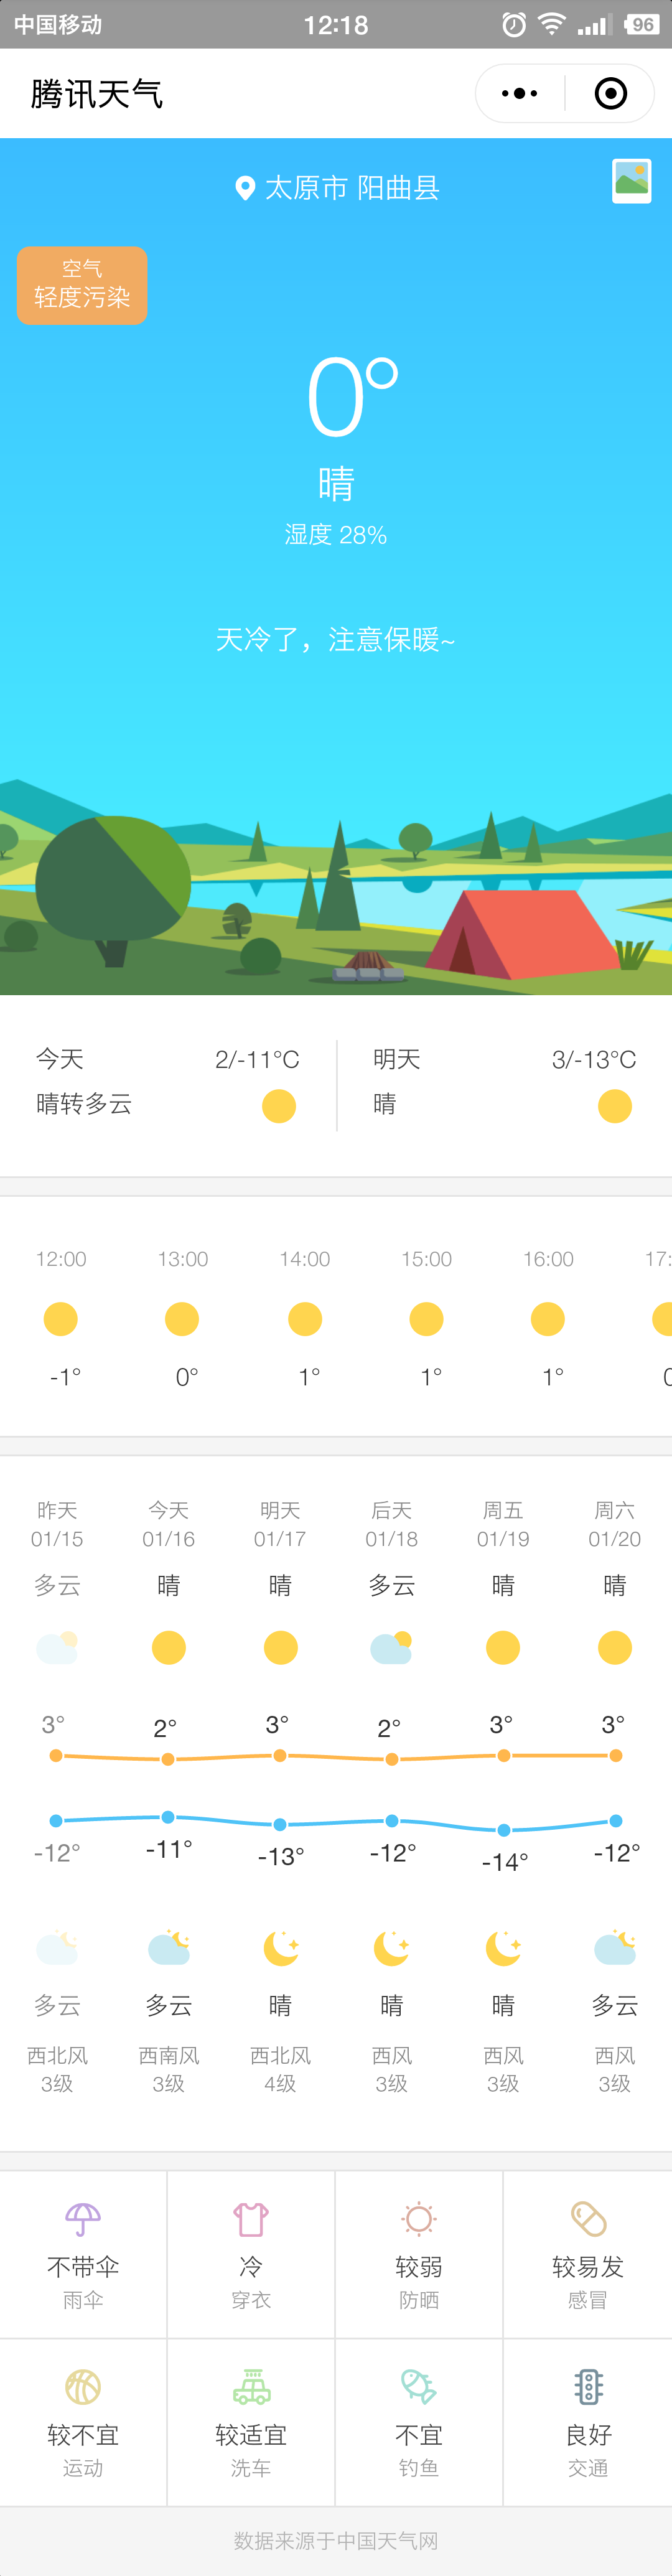 中国移动 12:18 96
腾讯天气
太原市 阳曲县
空气
轻度污染
0°
晴
湿度 28%
天冷了，注意保暖~
今天 2/-11°C 明天 3/-13°C
晴转多云 晴
12:00 13:00 14:00 15:00 16:00 17:
-1° 0° 1° 1° 1°
昨天 今天 明天 后天 周五 周六
01/15 01/16 01/17 01/18 01/19 01/20
多云 晴 晴 多云 晴 晴
3° 2° 3° 2° 3° 3°
-12° -11° -13° -12° -14° -12°
多云 多云 晴 晴 晴 多云
西北风 西南风 西北风 西风 西风 西风
3级 3级 4级 3级 3级 3级
不带伞 冷 较弱 较易发
雨伞 穿衣 防晒 感冒
较不宜 较适宜 不宜 良好
运动 洗车 钓鱼 交通
数据来源于中国天气网